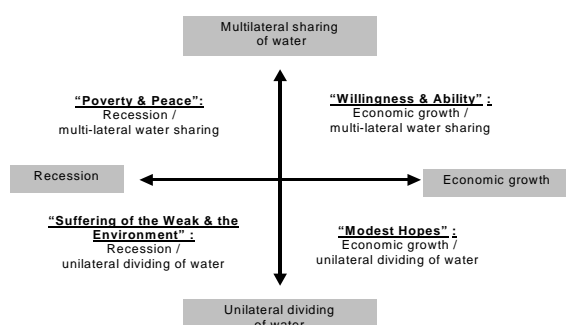 Multilateral sharing
of water
“Poverty & Peace”:
Recession /
multi-lateral water sharing
“Willingness & Ability” :
Economic growth /
multi-lateral water sharing
Recession
Economic growth
“Suffering of the Weak & the
Environment” :
Recession /
unilateral dividing of water
“Modest Hopes” :
Economic growth /
unilateral dividing of water
Unilateral dividing
of water